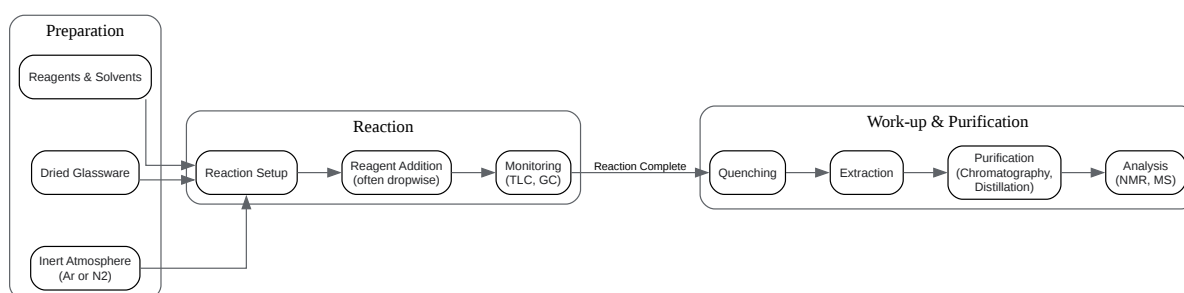 Preparation
Reagents & Solvents
Dried Glassware
Inert Atmosphere
(Ar or N2)
Reaction
Reaction Setup
Reagent Addition
(often dropwise)
Monitoring
(TLC, GC)
Reaction Complete
Work-up & Purification
Quenching
Extraction
Purification
(Chromatography,
Distillation)
Analysis
(NMR, MS)